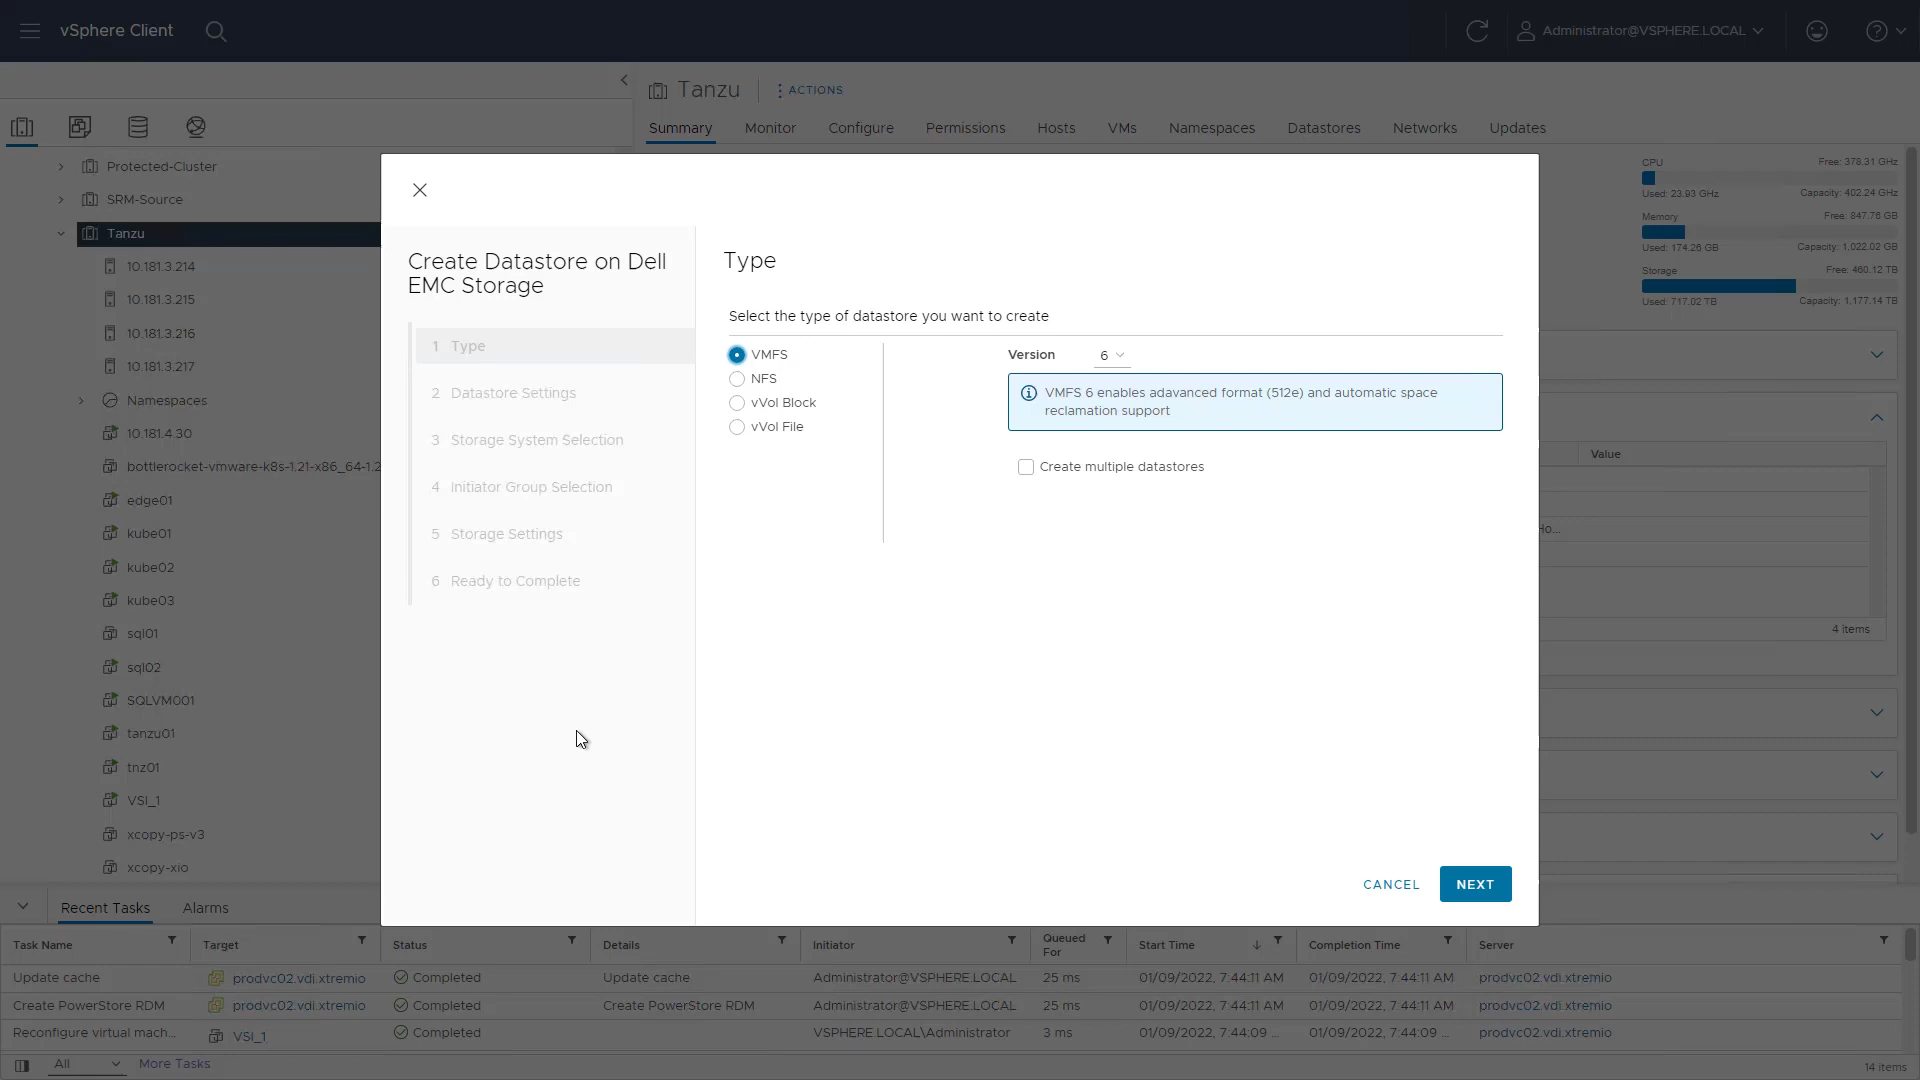 vSphere Client
Administrator@VSPHERE.LOCAL
Tanzu
ACTIONS
Summary Monitor Configure Permissions Hosts VMs Namespaces Datastores Networks Updates
Protected-Cluster
SRM-Source
Tanzu
10.181.3.214
10.181.3.215
10.181.3.216
10.181.3.217
Namespaces
10.181.4.30
bottlerocket-vmware-k8s-1.21-x86_64-1.2
edge01
kube01
kube02
kube03
sql01
sql02
SQLVM001
tanzu01
tnz01
VSI_1
xcopy-ps-v3
xcopy-xio
Create Datastore on Dell
EMC Storage
1 Type
2 Datastore Settings
3 Storage System Selection
4 Initiator Group Selection
5 Storage Settings
6 Ready to Complete
Type
Select the type of datastore you want to create
VMFS
NFS
vVol Block
vVol File
Version 6
VMFS 6 enables adavanced format (512e) and automatic space
reclamation support
Create multiple datastores
CANCEL NEXT
CPU Free: 378.31 GHz
Used: 23.93 GHz Capacity: 402.24 GHz
Memory Free: 847.76 GB
Used: 174.26 GB Capacity: 1,022.02 GB
Storage Free: 460.12 TB
Used: 717.02 TB Capacity: 1,177.14 TB
Value
Ho...
4 items
Recent Tasks Alarms
Task Name Target Status Details Initiator Queued For Start Time Completion Time Server
Update cache prodvc02.vdi.xtremio Completed Update cache Administrator@VSPHERE.LOCAL 25 ms 01/09/2022, 7:44:11 AM 01/09/2022, 7:44:11 AM prodvc02.vdi.xtremio
Create PowerStore RDM prodvc02.vdi.xtremio Completed Create PowerStore RDM Administrator@VSPHERE.LOCAL 25 ms 01/09/2022, 7:44:11 AM 01/09/2022, 7:44:11 AM prodvc02.vdi.xtremio
Reconfigure virtual mach... VSI_1 Completed VSPHERE.LOCAL\Administrator 3 ms 01/09/2022, 7:44:09 ... 01/09/2022, 7:44:09 ... prodvc02.vdi.xtremio
All More Tasks 14 items